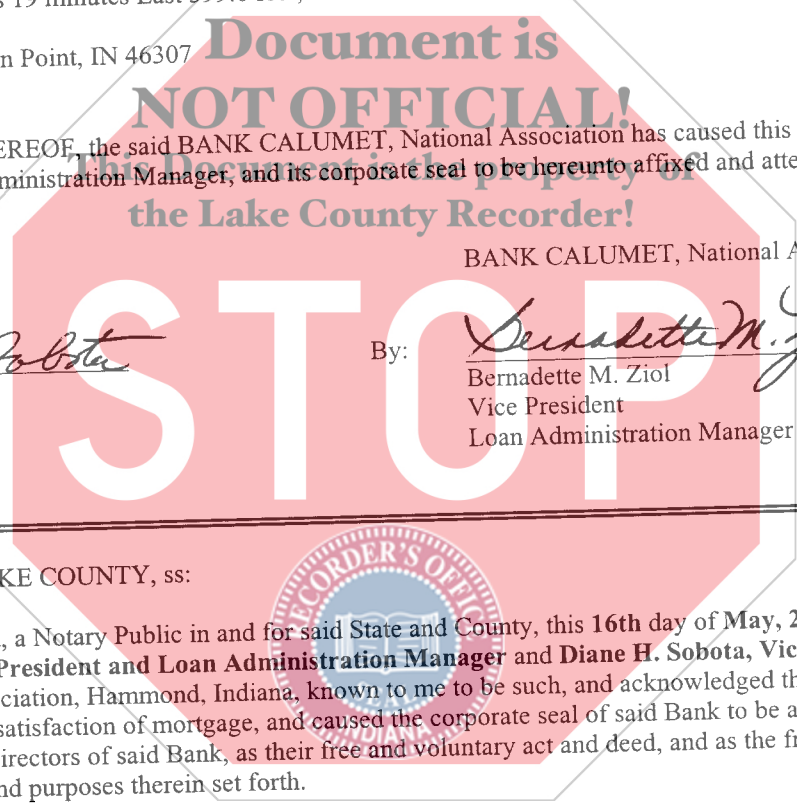 s 19 minutes East
Document is
n Point, IN 46307
NOT OFFICIAL!
EREOF, the said BANK CALUMET, National Association has caused this
This Document is the property of
ministration Manager, and its corporate seal to be hereunto affixed and atte
the Lake County Recorder!
BANK CALUMET, National A
STOP
Sobota
By: Bernadette M. Z
Bernadette M. Ziol
Vice President
Loan Administration Manager
RECORDER'S OFFICE
KE COUNTY, ss:
, a Notary Public in and for said State and County, this 16th day of May, 2
President and Loan Administration Manager and Diane H. Sobota, Vic
ciation, Hammond, Indiana, known to me to be such, and acknowledged th
satisfaction of mortgage, and caused the corporate seal of said Bank to be a
INDIANA
irectors of said Bank, as their free and voluntary act and deed, and as the fr
nd purposes therein set forth.